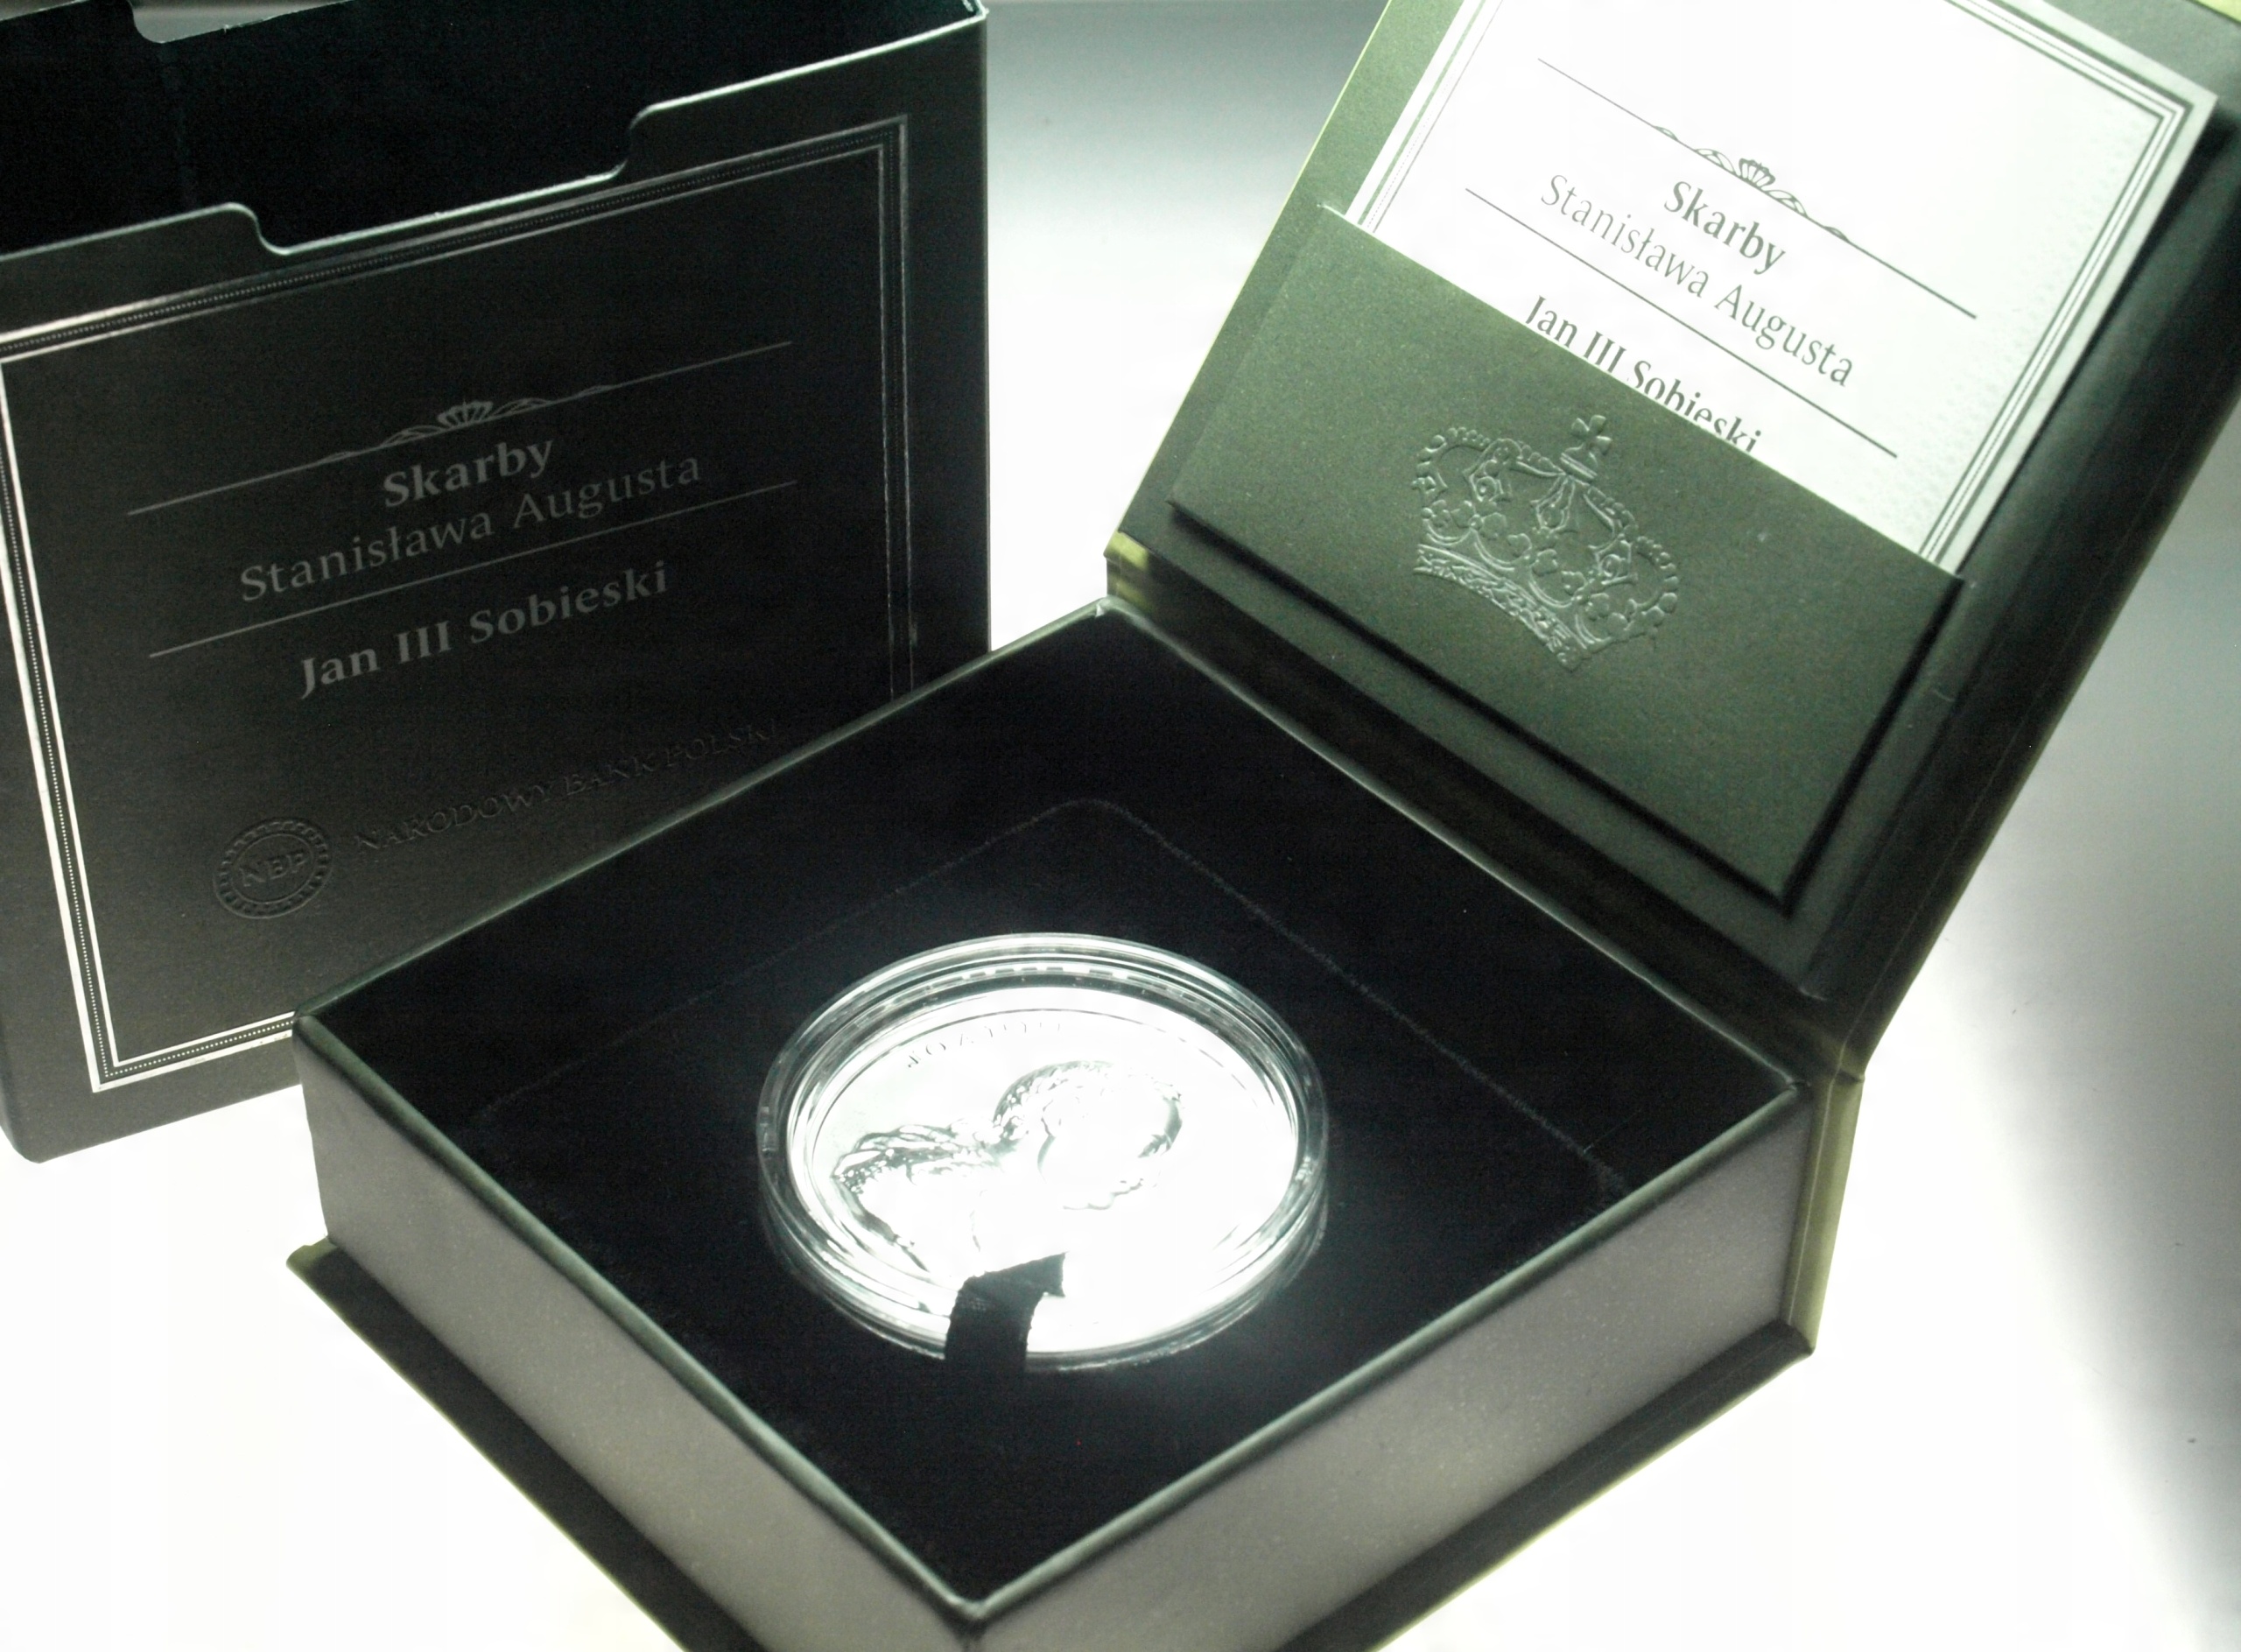 Skarby
Stanisława Augusta
Jan III Sobieski
NBP NARODOWY BANK POLSKI
Skarby
Stanisława Augusta
Jan III Sobieski